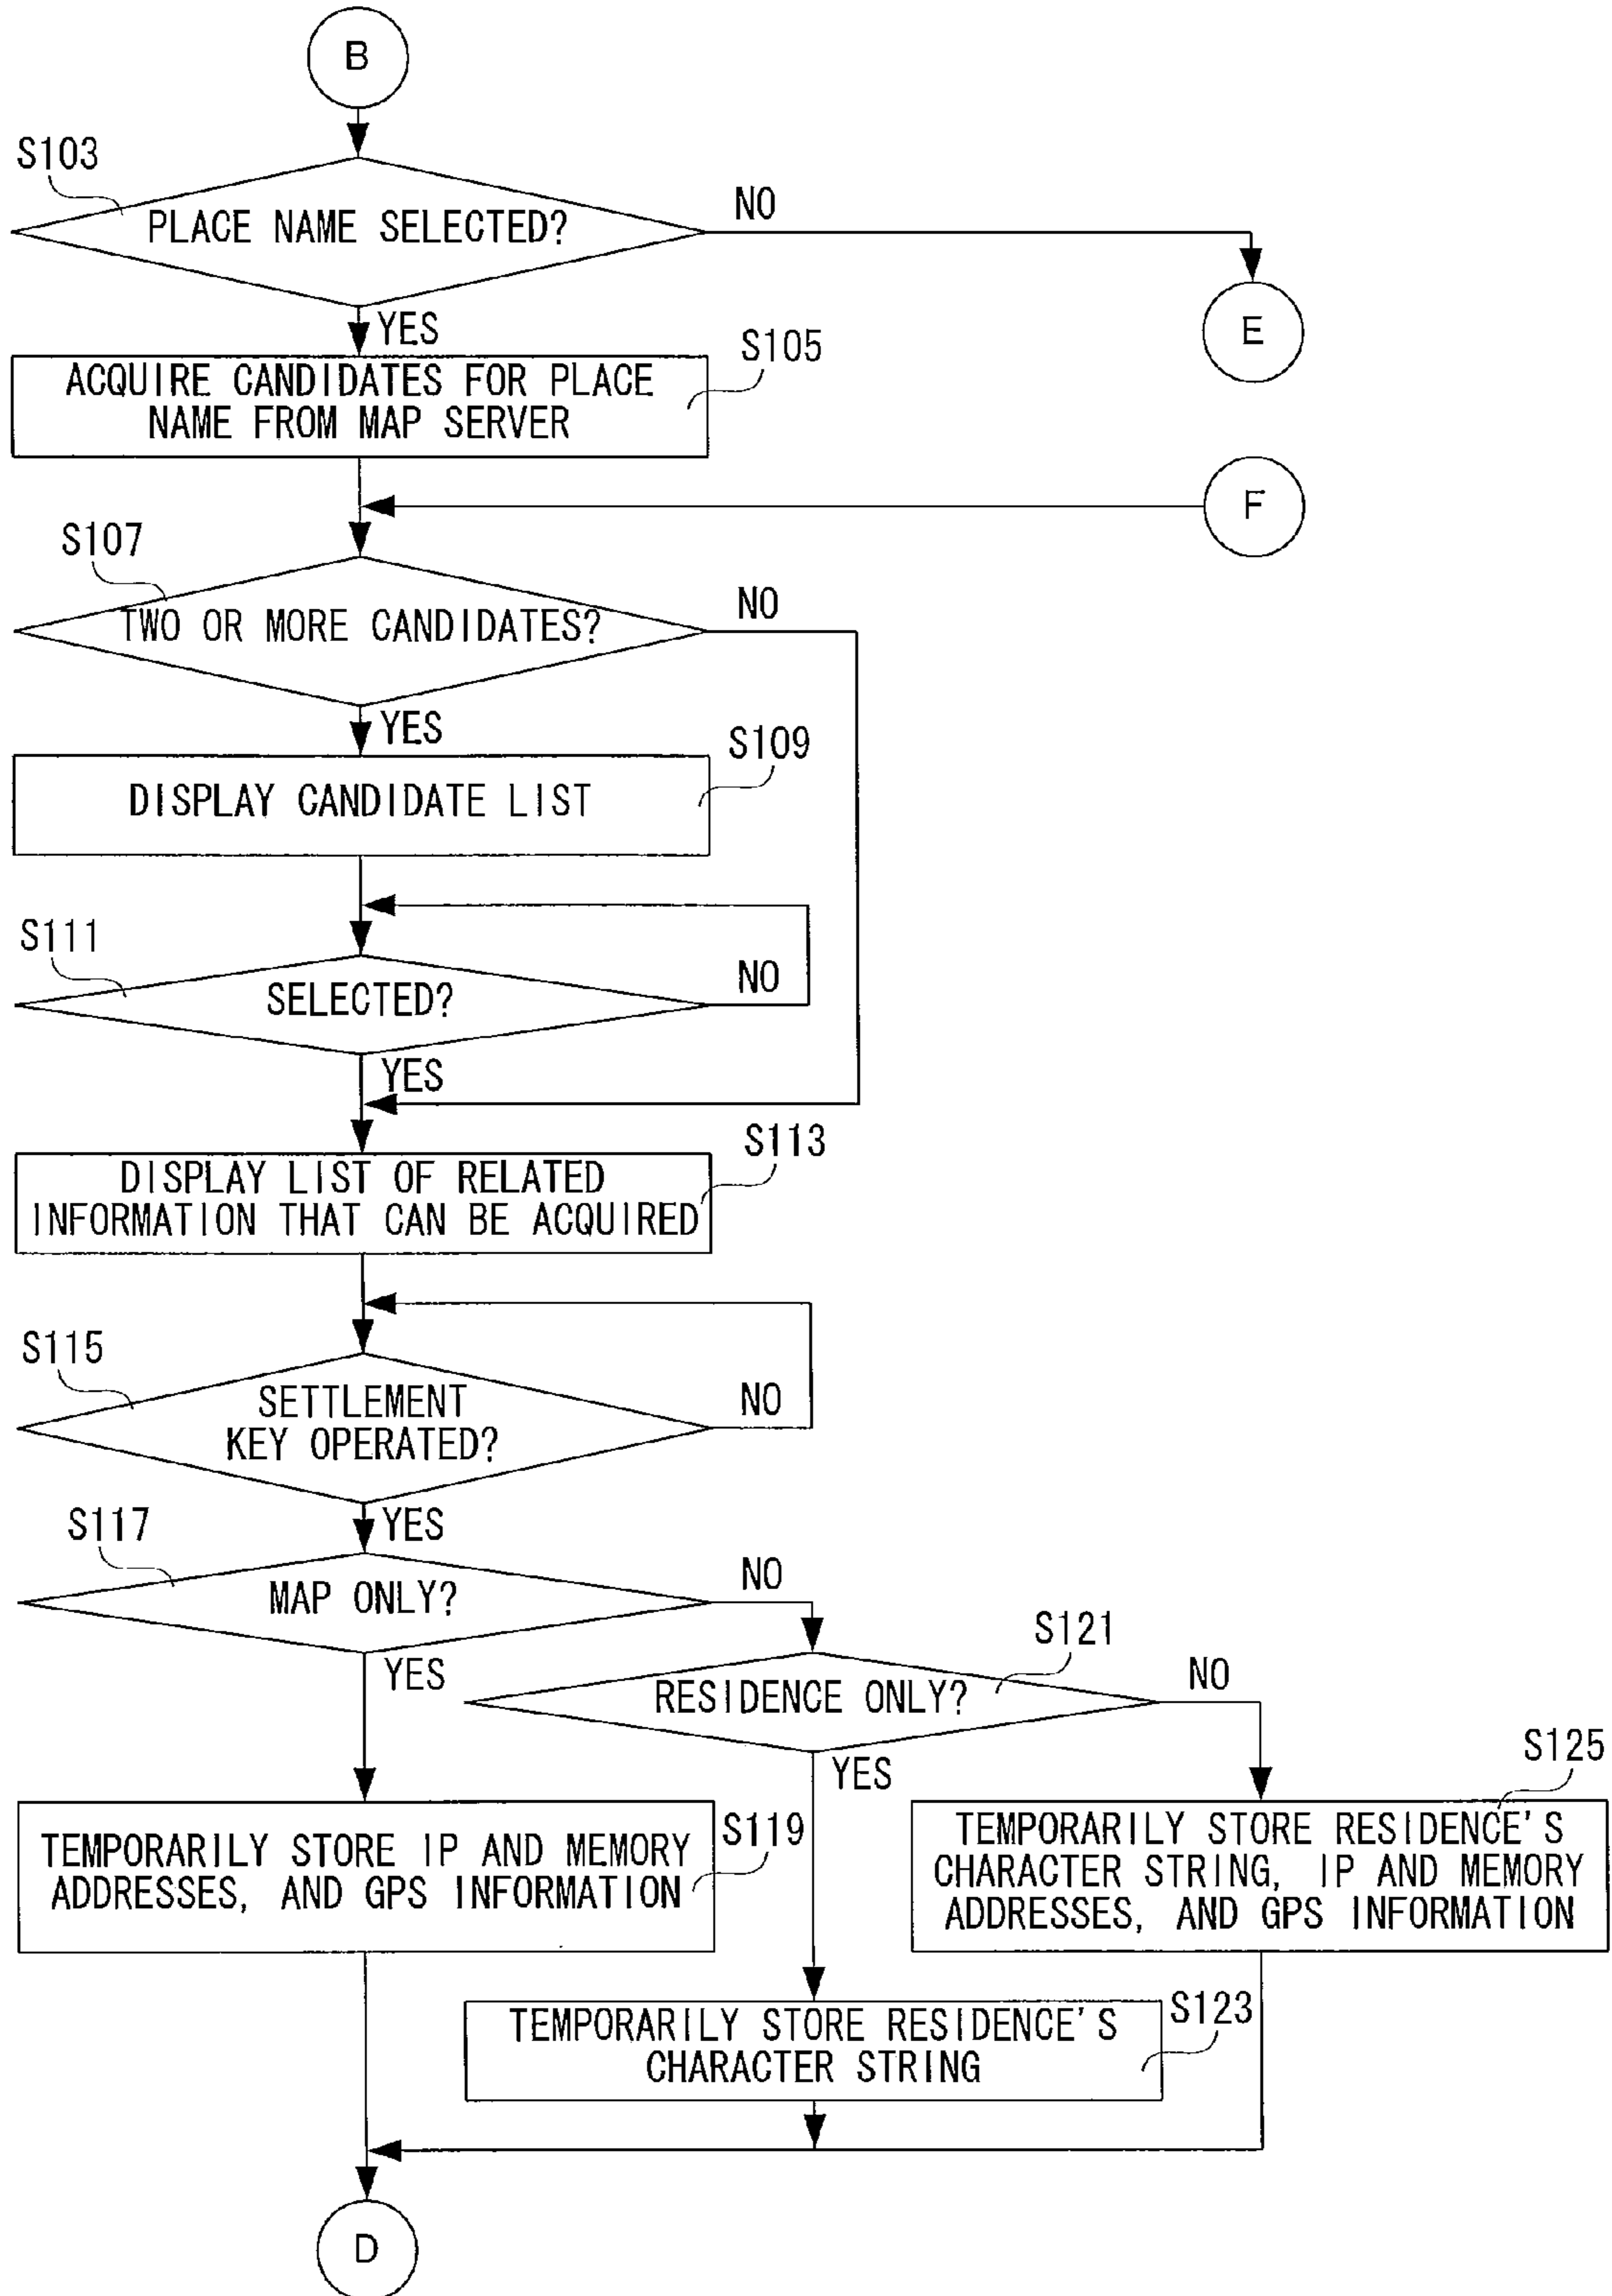 B
S103
PLACE NAME SELECTED?
NO
YES
E
S105
ACQUIRE CANDIDATES FOR PLACE
NAME FROM MAP SERVER
F
S107
TWO OR MORE CANDIDATES?
NO
YES
S109
DISPLAY CANDIDATE LIST
S111
SELECTED?
NO
YES
S113
DISPLAY LIST OF RELATED
INFORMATION THAT CAN BE ACQUIRED
S115
SETTLEMENT
KEY OPERATED?
NO
YES
S117
MAP ONLY?
NO
YES
S121
RESIDENCE ONLY?
NO
YES
S119
TEMPORARILY STORE IP AND MEMORY
ADDRESSES, AND GPS INFORMATION
S125
TEMPORARILY STORE RESIDENCE'S
CHARACTER STRING, IP AND MEMORY
ADDRESSES, AND GPS INFORMATION
S123
TEMPORARILY STORE RESIDENCE'S
CHARACTER STRING
D